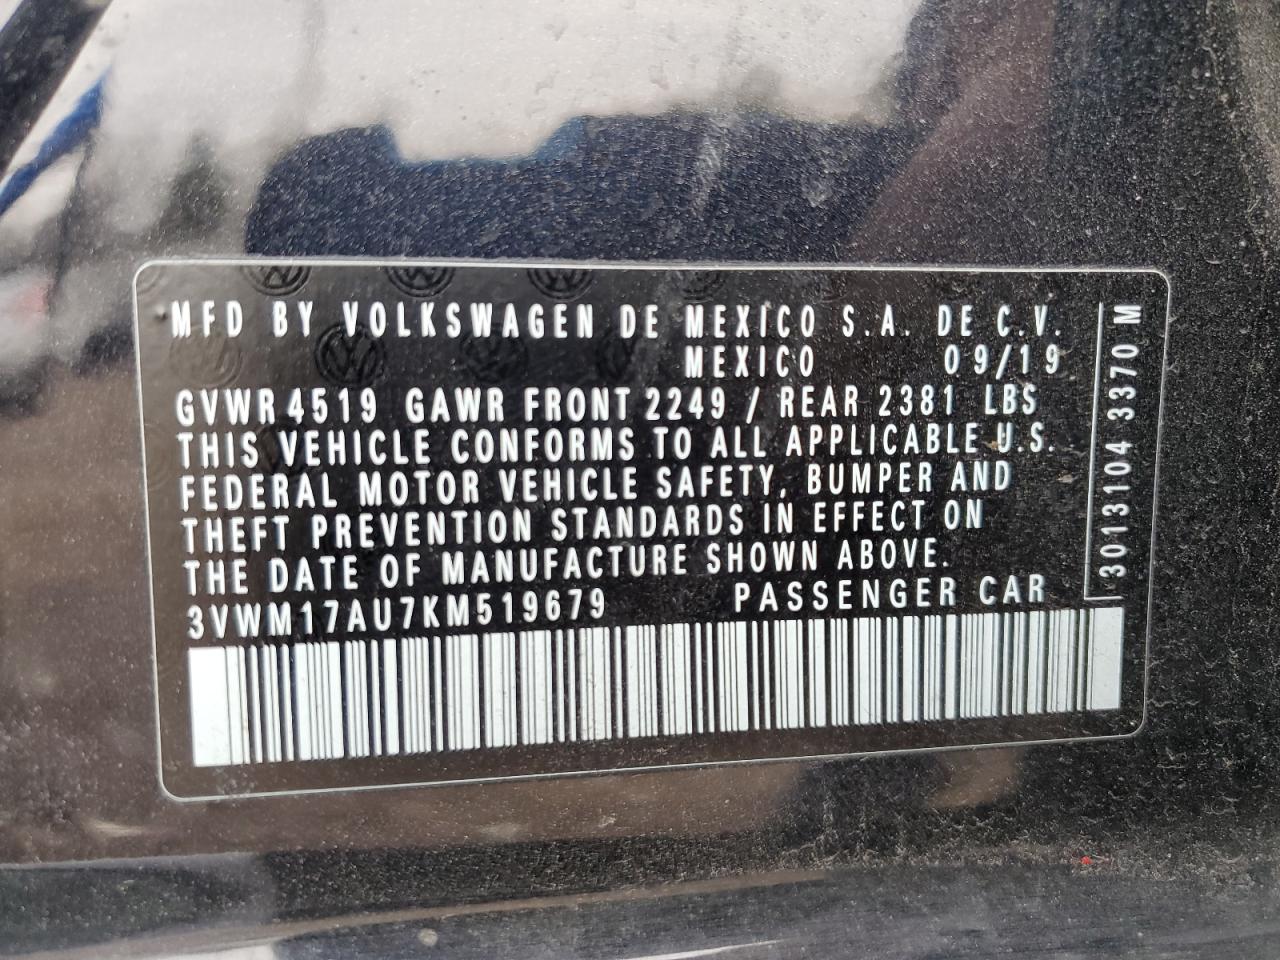 MFD BY VOLKSWAGEN DE MEXICO S.A. DE C.V.
MEXICO 09/19
GVWR 4519 GAWR FRONT 2249 / REAR 2381 LBS
THIS VEHICLE CONFORMS TO ALL APPLICABLE U.S.
FEDERAL MOTOR VEHICLE SAFETY, BUMPER AND
THEFT PREVENTION STANDARDS IN EFFECT ON
THE DATE OF MANUFACTURE SHOWN ABOVE.
3VWM17AU7KM519679 PASSENGER CAR
3013104 3370 M